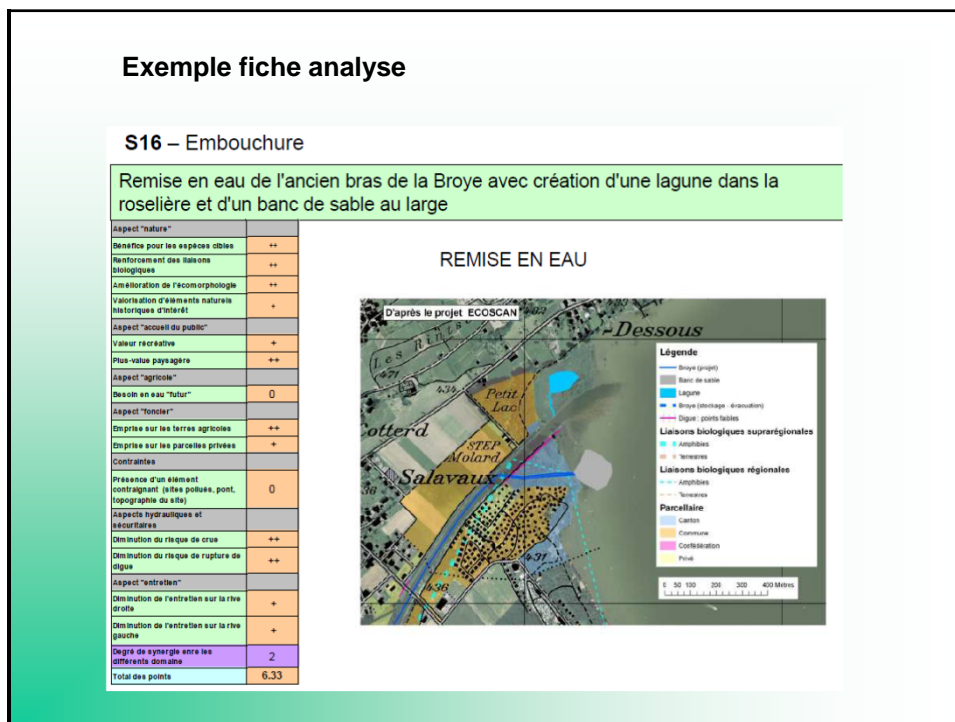 Exemple fiche analyse
S16 – Embouchure
Remise en eau de l'ancien bras de la Broye avec création d'une lagune dans la
roselière et d'un banc de sable au large
Aspect "nature"
Bénéfice pour les espèces cibles ++
Renforcement des liaisons
biologiques ++
Amélioration de l'écomorphologie ++
Valorisation d'éléments naturels
historiques d'intérêt +
Aspect "accueil du public"
Valeur récréative +
Plus-value paysagère ++
Aspect "agricole"
Besoin en eau "futur" 0
Aspect "foncier"
Emprise sur les terres agricoles ++
Emprise sur les parcelles privées +
Contraintes
Présence d'un élément
contraignant (sites pollués, pont,
topographie du site) 0
Aspects hydrauliques et
sécuritaires
Diminution du risque de crue ++
Diminution du risque de rupture de
digue ++
Aspect "entretien"
Diminution de l'entretien sur la rive
droite +
Diminution de l'entretien sur la rive
gauche +
Degré de synergie enre les
différents domaine 2
Total des points 6.33
REMISE EN EAU
D'après le projet ECOSCAN
-Dessous
Les Rints
471
434
Petit
Lac
Cotterd
STEP
Molard
Salavaux
436
431
Légende
Broye (projet)
Banc de sable
Lagune
Broye (stockage - évacuation)
Digue : points faibles
Liaisons biologiques suprarégionales
Amphibies
Terrestres
Liaisons biologiques régionales
Amphibies
Terrestres
Parcellaire
Canton
Commune
Confédération
Privé
0 50 100 200 300 400 Mètres